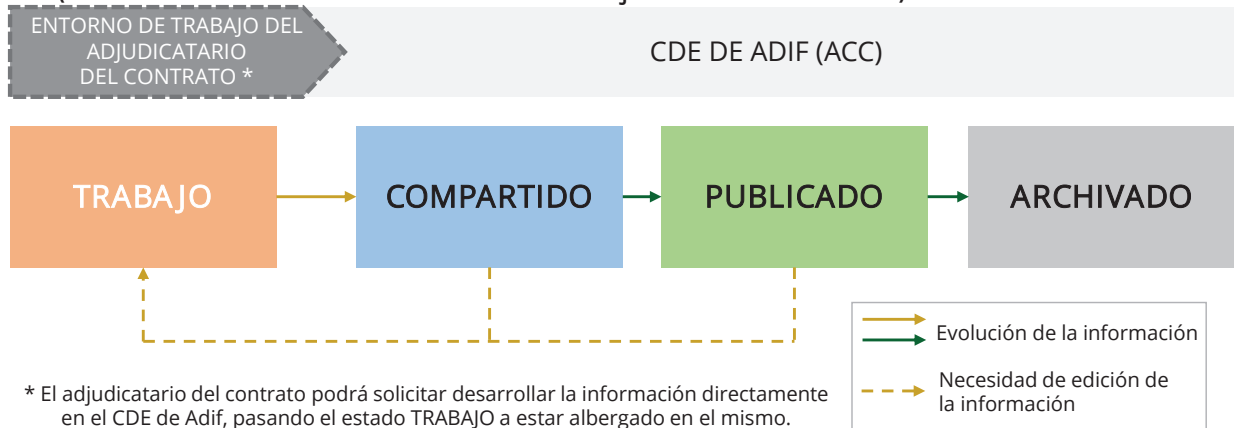 ENTORNO DE TRABAJO DEL
ADJUDICATARIO
DEL CONTRATO *
CDE DE ADIF (ACC)
TRABAJO
COMPARTIDO
PUBLICADO
ARCHIVADO
Evolución de la información
Necesidad de edición de
la información
* El adjudicatario del contrato podrá solicitar desarrollar la información directamente
en el CDE de Adif, pasando el estado TRABAJO a estar albergado en el mismo.